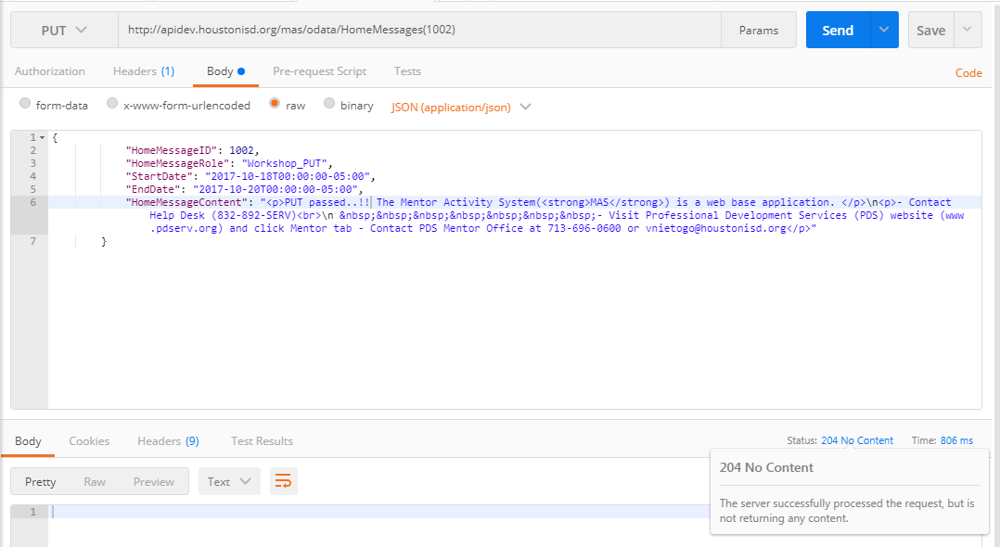 PUT http://apidev.houstonisd.org/mas/odata/HomeMessages(1002) Params Send Save
Authorization Headers (1) Body Pre-request Script Tests Code
form-data x-www-form-urlencoded raw binary JSON (application/json)
1 {
2 "HomeMessageID": 1002,
3 "HomeMessageRole": "Workshop_PUT",
4 "StartDate": "2017-10-18T00:00:00-05:00",
5 "EndDate": "2017-10-20T00:00:00-05:00",
6 "HomeMessageContent": "<p>PUT passed..!! The Mentor Activity System(<strong>MAS</strong>) is a web base application. </p>\n<p>- Contact
Help Desk (832-892-SERV)<br>\n &nbsp;&nbsp;&nbsp;&nbsp;&nbsp;&nbsp;&nbsp;- Visit Professional Development Services (PDS) website (www
.pdserv.org) and click Mentor tab - Contact PDS Mentor Office at 713-696-0600 or vnietogo@houstonisd.org</p>"
7 }
Body Cookies Headers (9) Test Results Status: 204 No Content Time: 806 ms
Pretty Raw Preview Text
204 No Content
The server successfully processed the request, but is
not returning any content.
1